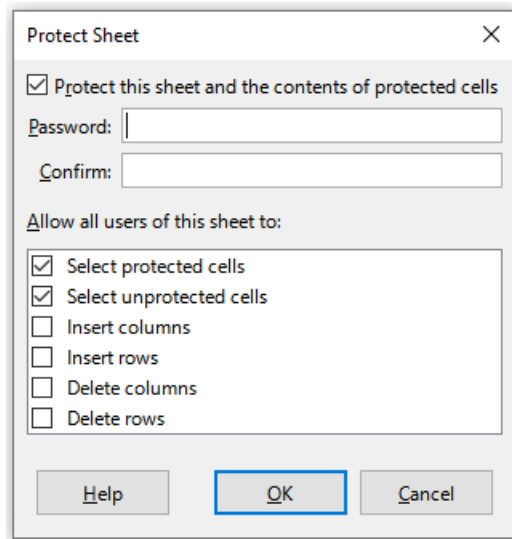 Protect Sheet
Protect this sheet and the contents of protected cells
Password:
Confirm:
Allow all users of this sheet to:
Select protected cells
Select unprotected cells
Insert columns
Insert rows
Delete columns
Delete rows
Help OK Cancel